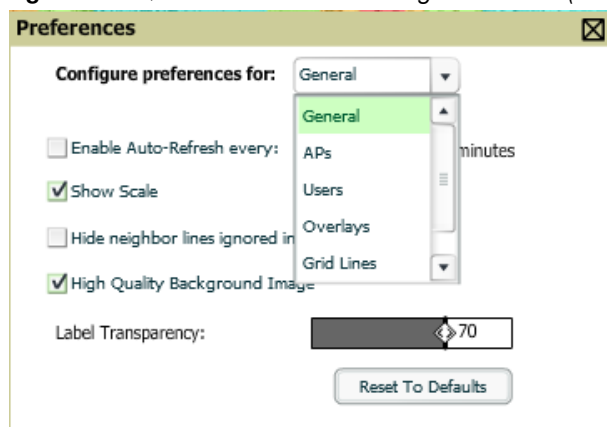 Preferences
Configure preferences for: General
General
Enable Auto-Refresh every: minutes
APs
Show Scale
Users
Hide neighbor lines ignored in
Overlays
High Quality Background Image
Grid Lines
Label Transparency: 70
Reset To Defaults